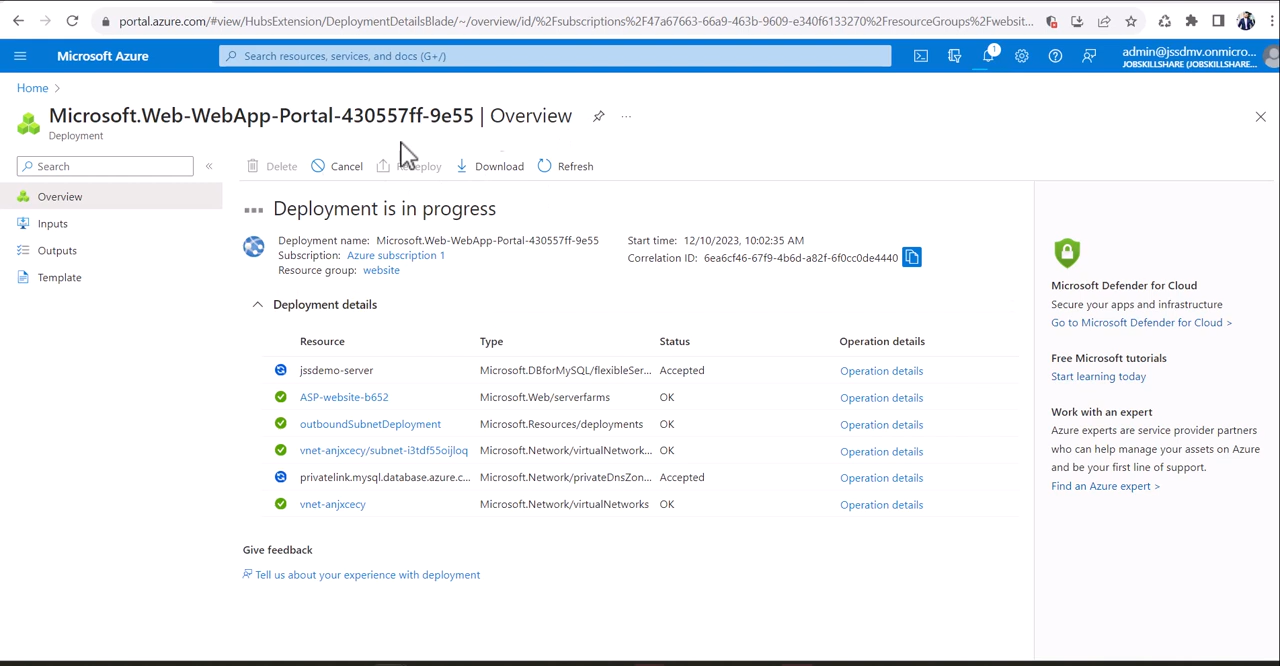 portal.azure.com/#view/HubsExtension/DeploymentDetailsBlade/~/overview/id/%2Fsubscriptions%2F47a67663-66a9-463b-9609-e340f6133270%2FresourceGroups%2Fwebsit...
Microsoft Azure
Search resources, services, and docs (G+/)
1
admin@jssdmv.onmicro...
JOBSKILLSHARE (JOBSKILLSHARE....
Home >
Microsoft.Web-WebApp-Portal-430557ff-9e55 | Overview
...
Deployment
Search
«
Delete
Cancel
Redeploy
Download
Refresh
Overview
Inputs
Outputs
Template
Deployment is in progress
Deployment name: Microsoft.Web-WebApp-Portal-430557ff-9e55
Subscription: Azure subscription 1
Resource group: website
Start time: 12/10/2023, 10:02:35 AM
Correlation ID: 6ea6cf46-67f9-4b6d-a82f-6f0cc0de4440
Deployment details
Resource Type Status Operation details
jssdemo-server Microsoft.DBforMySQL/flexibleSer... Accepted Operation details
ASP-website-b652 Microsoft.Web/serverfarms OK Operation details
outboundSubnetDeployment Microsoft.Resources/deployments OK Operation details
vnet-anjxcecy/subnet-i3tdf55oijloq Microsoft.Network/virtualNetwork... OK Operation details
privatelink.mysql.database.azure.c... Microsoft.Network/privateDnsZon... Accepted Operation details
vnet-anjxcecy Microsoft.Network/virtualNetworks OK Operation details
Give feedback
Tell us about your experience with deployment
Microsoft Defender for Cloud
Secure your apps and infrastructure
Go to Microsoft Defender for Cloud >
Free Microsoft tutorials
Start learning today
Work with an expert
Azure experts are service provider partners
who can help manage your assets on Azure
and be your first line of support.
Find an Azure expert >